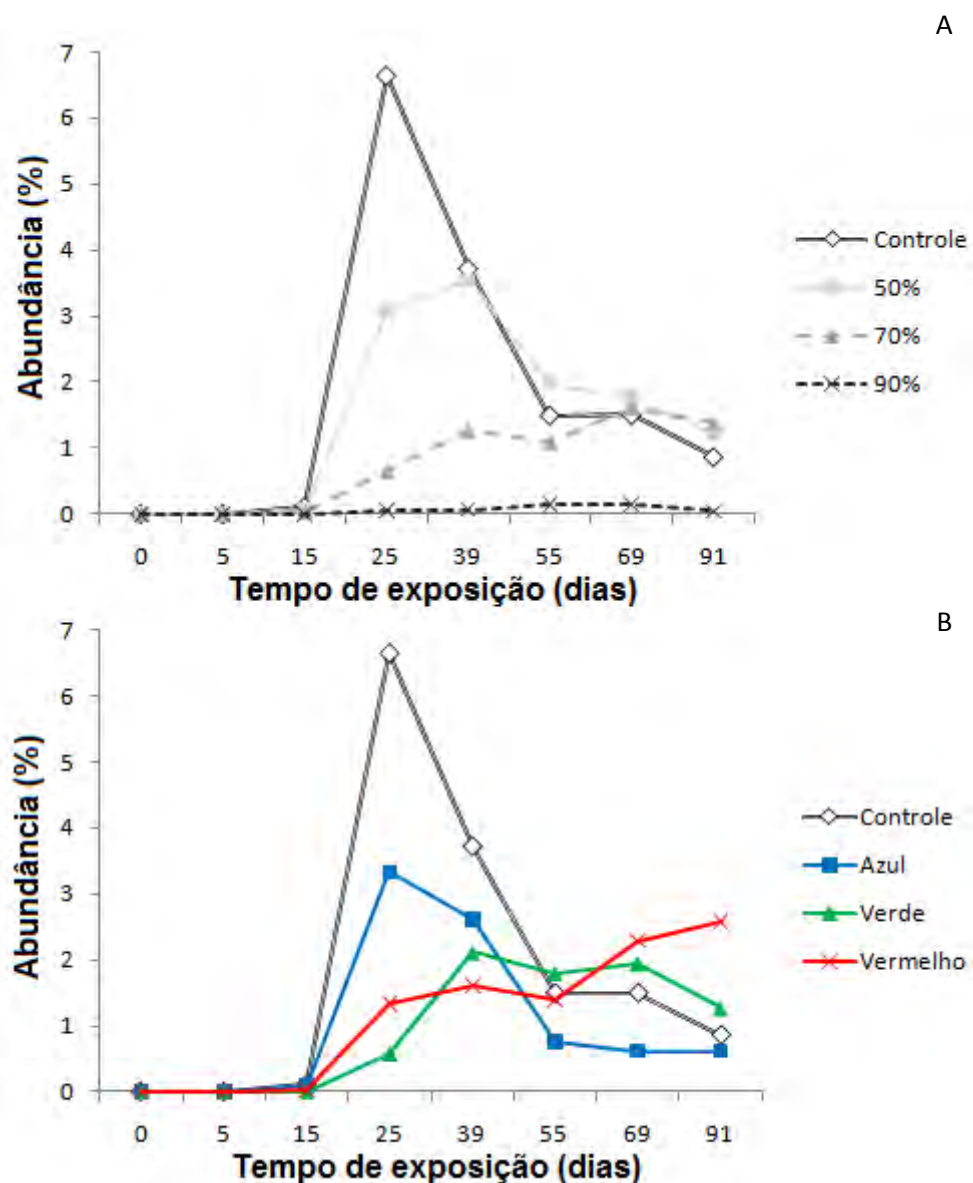 A
7
6
5
4
3
2
1
0
Abundância (%)
0 5 15 25 39 55 69 91
Tempo de exposição (dias)
Controle
50%
70%
90%
B
7
6
5
4
3
2
1
0
Abundância (%)
0 5 15 25 39 55 69 91
Tempo de exposição (dias)
Controle
Azul
Verde
Vermelho